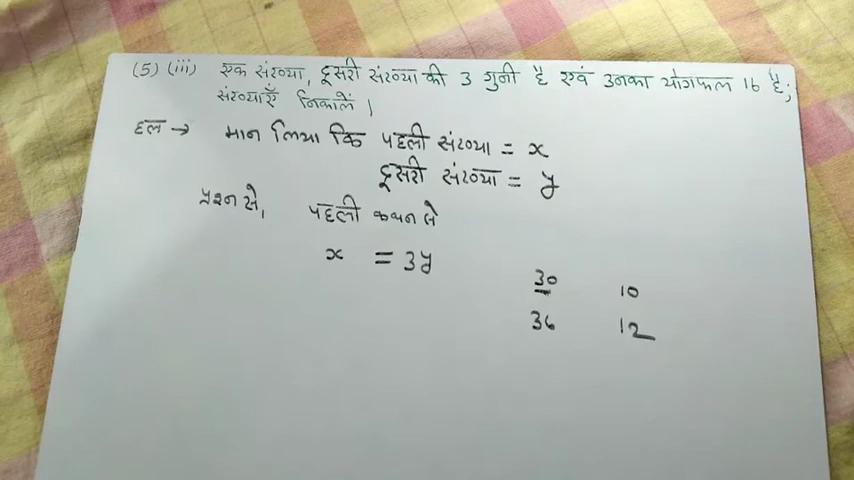 (5) (iii) एक संख्या, दूसरी संख्या की 3 गुनी है एवं उनका योगफल 16 है;
संख्याएँ निकालें।
हल → मान लिया कि पहली संख्या = x
दूसरी संख्या = y
प्रश्न से, पहली कथन से
x = 3y
30 10
36 12